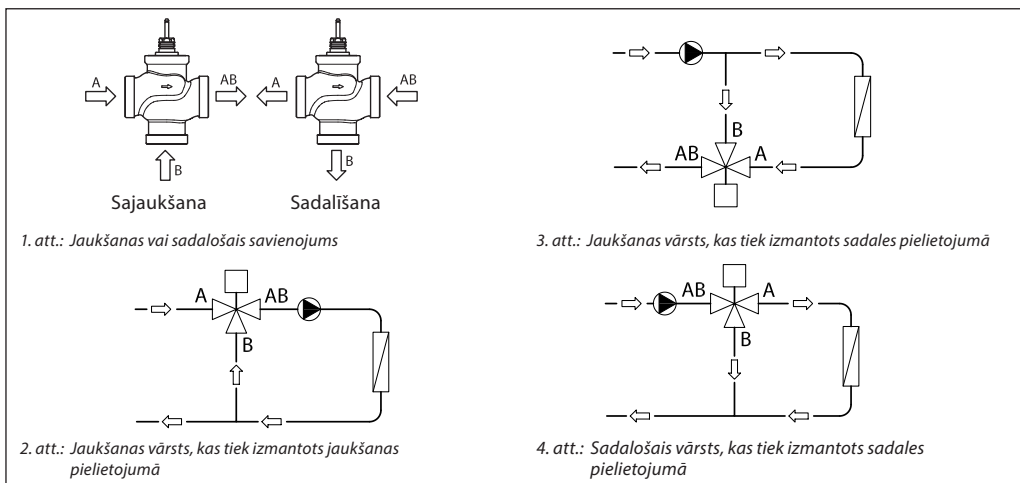 A
AB
B
Sajaukšana
A
AB
B
Sadalīšana
1. att.: Jaukšanas vai sadalošais savienojums
A
AB
B
2. att.: Jaukšanas vārsts, kas tiek izmantots jaukšanas
pielietojumā
B
AB
A
3. att.: Jaukšanas vārsts, kas tiek izmantots sadales pielietojumā
AB
A
B
4. att.: Sadalošais vārsts, kas tiek izmantots sadales
pielietojumā